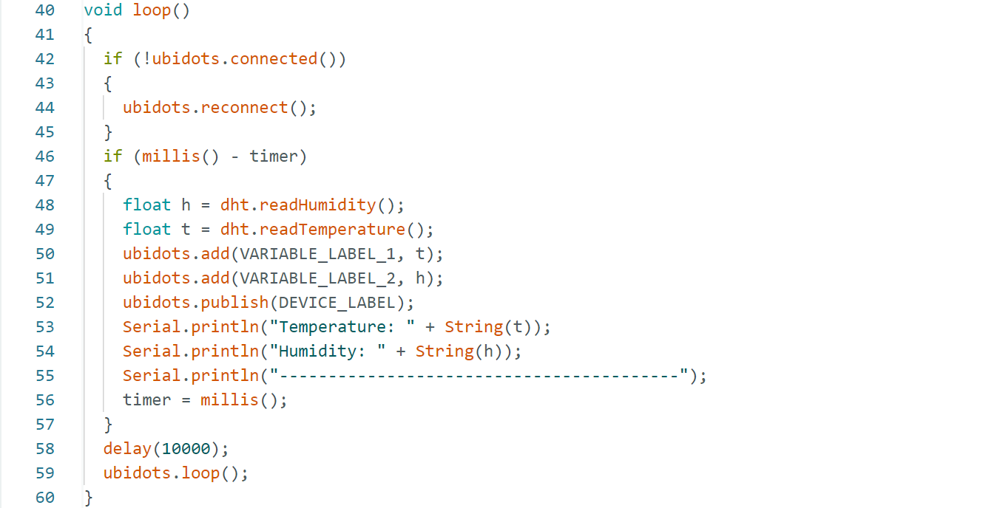 40 void loop()
41 {
42   if (!ubidots.connected())
43   {
44     ubidots.reconnect();
45   }
46   if (millis() - timer)
47   {
48     float h = dht.readHumidity();
49     float t = dht.readTemperature();
50     ubidots.add(VARIABLE_LABEL_1, t);
51     ubidots.add(VARIABLE_LABEL_2, h);
52     ubidots.publish(DEVICE_LABEL);
53     Serial.println("Temperature: " + String(t));
54     Serial.println("Humidity: " + String(h));
55     Serial.println("-----------------------------------------");
56     timer = millis();
57   }
58   delay(10000);
59   ubidots.loop();
60 }